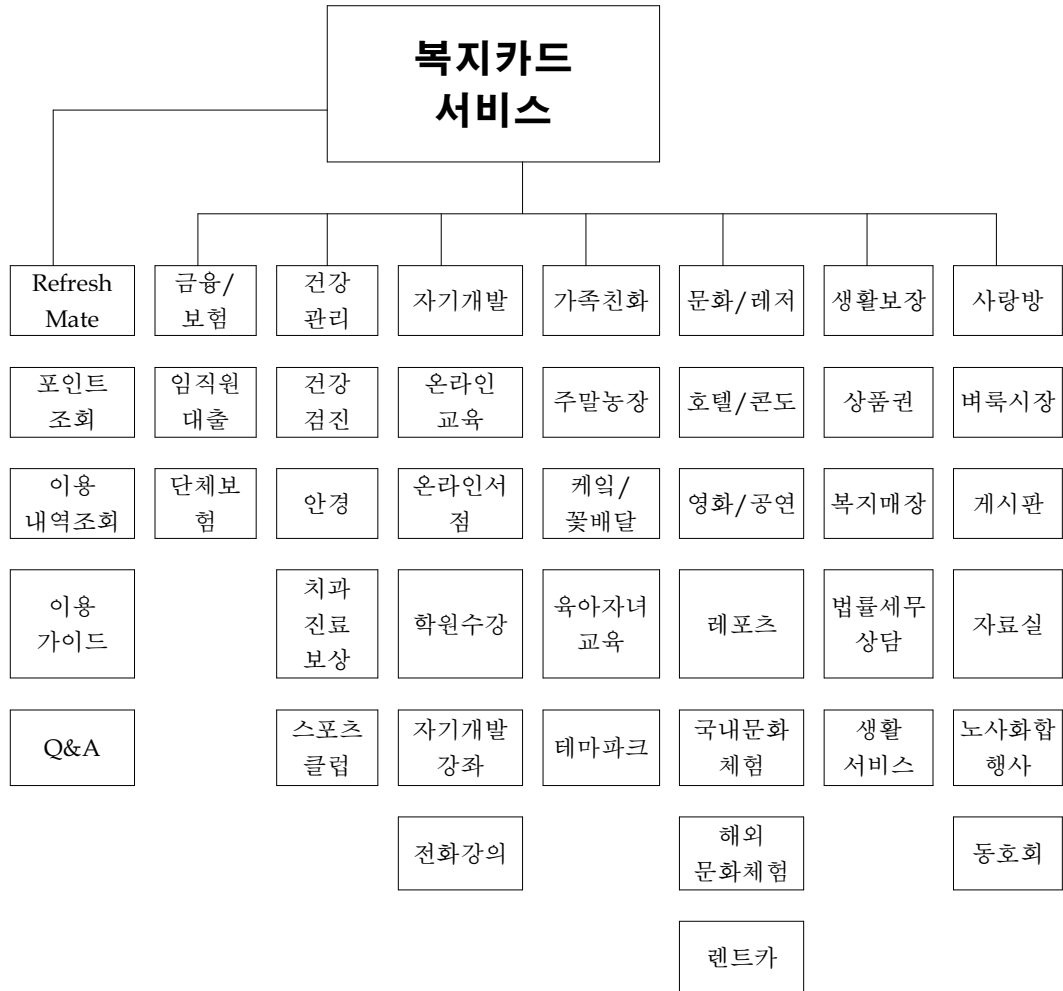 복지카드
서비스
Refresh
Mate
금융/
보험
건강
관리
자기개발
가족친화
문화/레저
생활보장
사랑방
포인트
조회
임직원
대출
건강
검진
온라인
교육
주말농장
호텔/콘도
상품권
벼룩시장
이용
내역조회
단체보
험
안경
온라인서
점
케잌/
꽃배달
영화/공연
복지매장
게시판
이용
가이드
치과
진료
보상
학원수강
육아자녀
교육
레포츠
법률세무
상담
자료실
Q&A
스포츠
클럽
자기개발
강좌
테마파크
국내문화
체험
생활
서비스
노사화합
행사
전화강의
해외
문화체험
동호회
렌트카